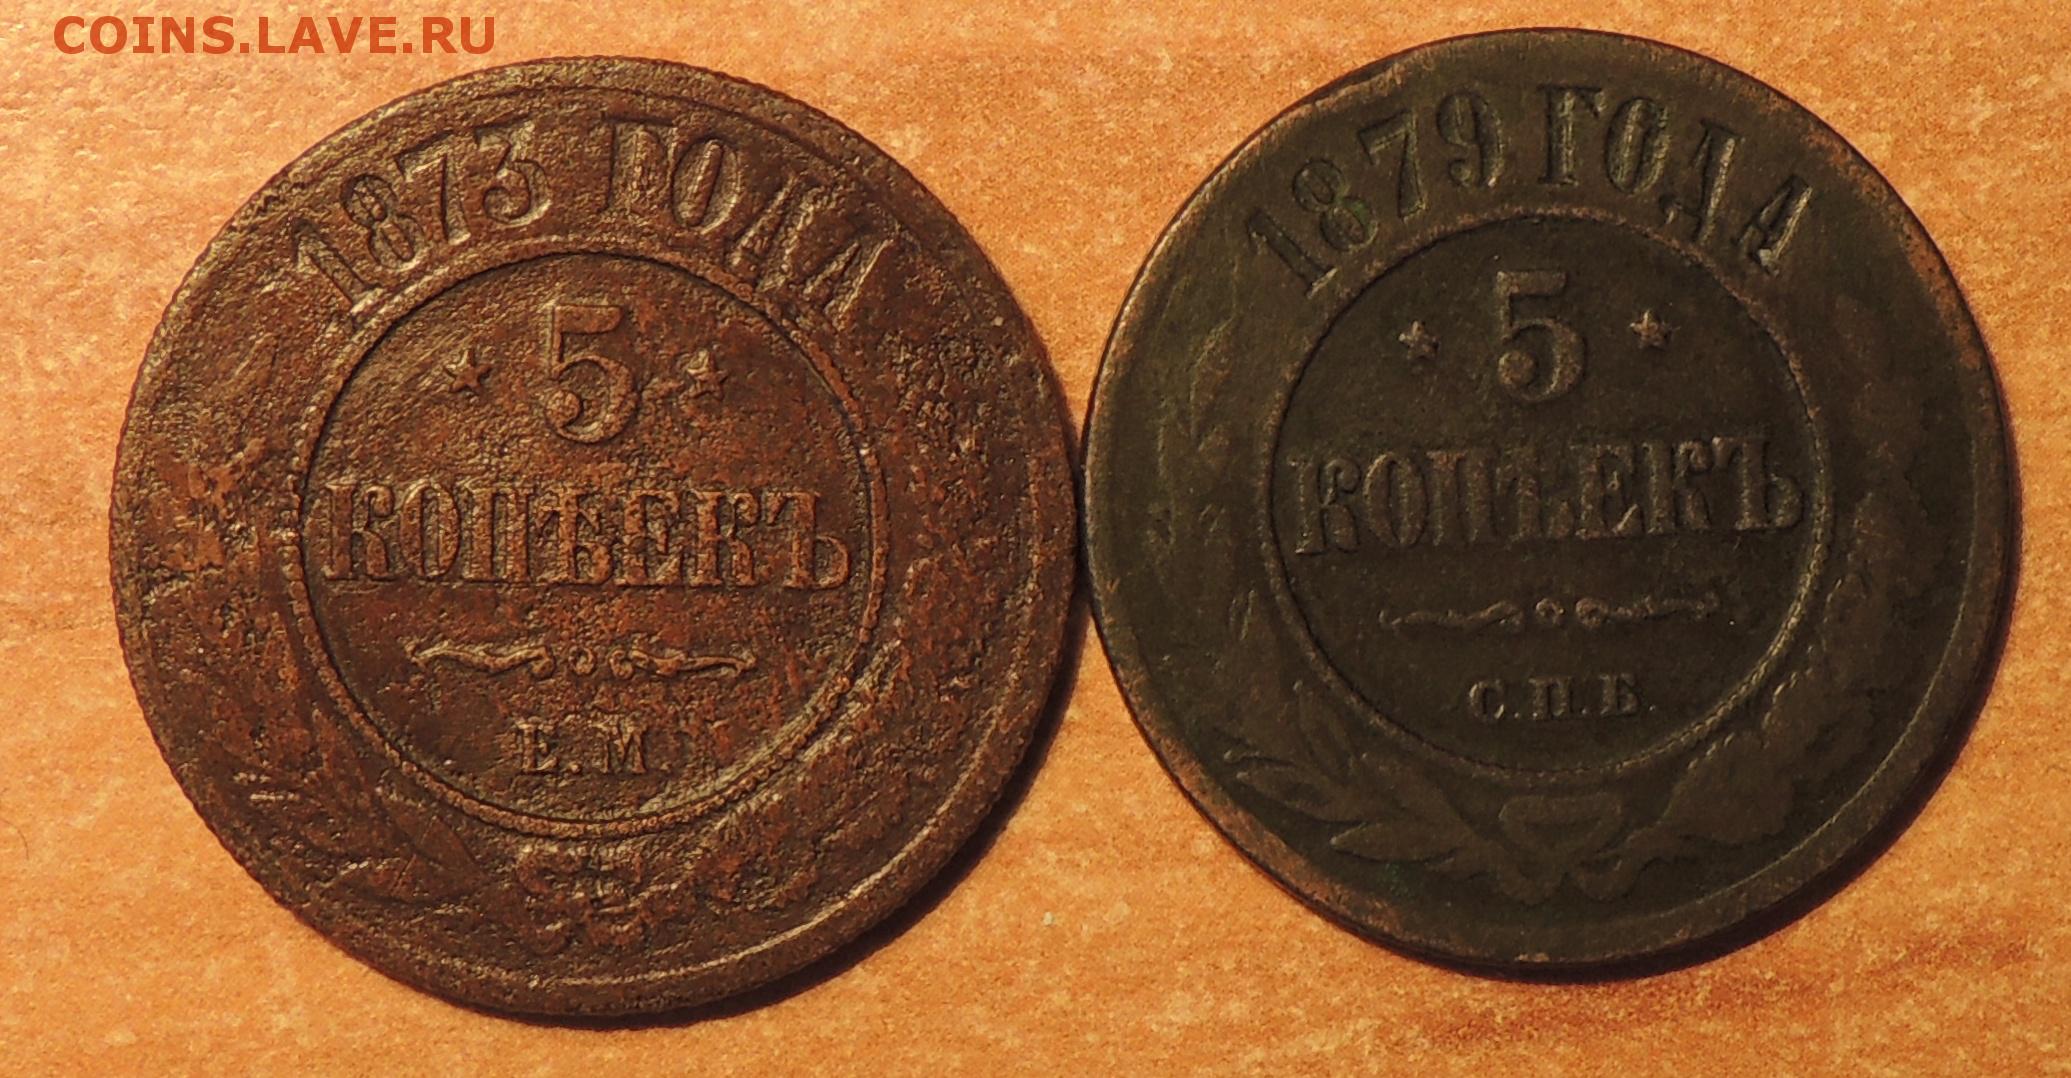 COINS.LAVE.RU
1873 ГОДА
5
КОПѢЕКЪ
Е.М.
1879 ГОДА
5
КОПѢЕКЪ
С.П.Б.